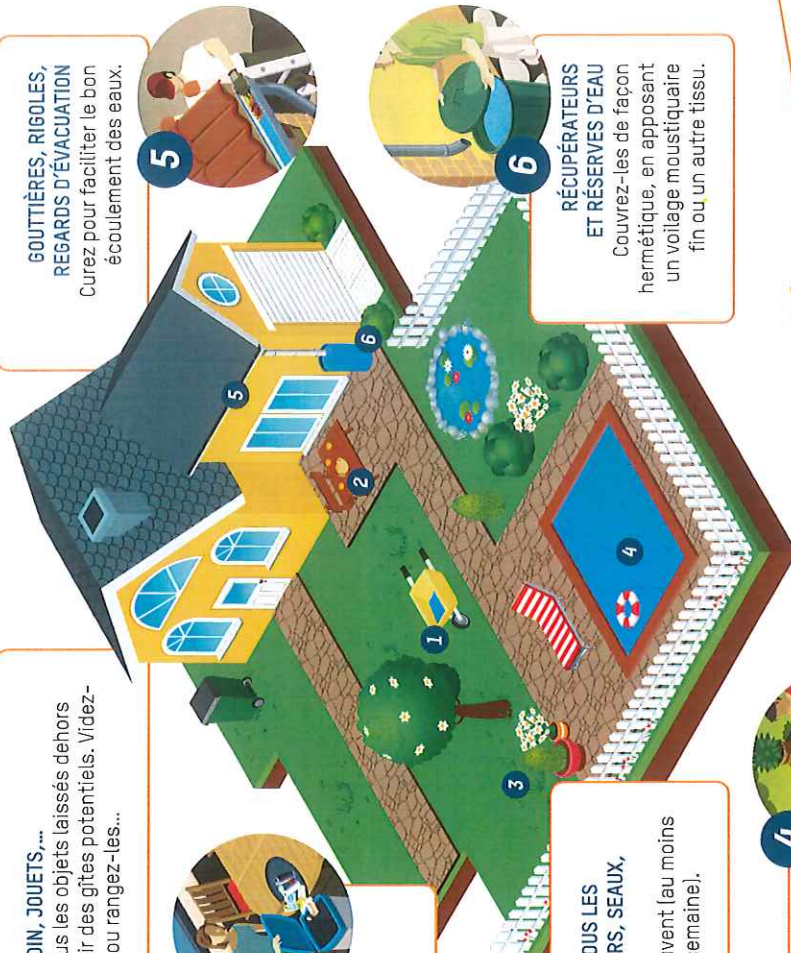 DIN, JOUETS,...
us les objets laissés dehors
ir des gîtes potentiels. Videz-
ou rangez-les...
GOUTTIÈRES, RIGOLES,
REGARDS D'ÉVACUATION
Curez pour faciliter le bon
écoulement des eaux.
5
5
6
2
1
3
4
OUS LES
RS, SEAUX,
vent (au moins
semaine).
6
RÉCUPÉRATEURS
ET RÉSERVES D'EAU
Couvrez-les de façon
hermétique, en apposant
un voilage moustiquaire
fin ou un autre tissu.
4